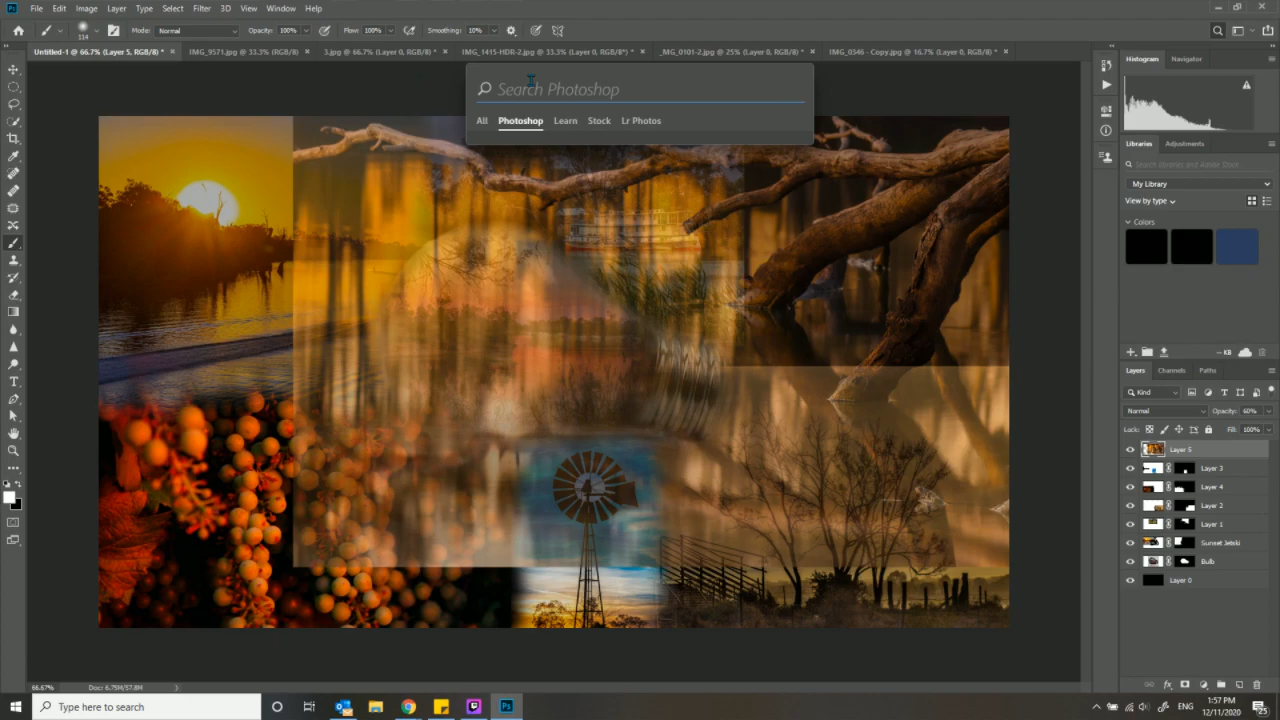 File Edit Image Layer Type Select Filter 3D View Window Help
114 Mode: Normal Opacity: 100% Flow: 100% Smoothing: 10%
Untitled-1 @ 66.7% (Layer 5, RGB/8) * IMG_9571.jpg @ 33.3% (RGB/8) 3.jpg @ 66.7% (Layer 0, RGB/8) * IMG_1415-HDR-2.jpg @ 33.3% (Layer 0, RGB/8*) * _MG_0101-2.jpg @ 25% (Layer 0, RGB/8) * IMG_0346 - Copy.jpg @ 16.7% (Layer 0, RGB/8) *
Search Photoshop
All Photoshop Learn Stock Lr Photos
Histogram Navigator
Libraries Adjustments
Search Libraries and Adobe Stock
My Library
View by type
Colors
-- KB
Layers Channels Paths
Kind
Normal Opacity: 60%
Lock: Fill: 100%
Layer 5
Layer 3
Layer 4
Layer 2
Layer 1
Sunset Jetski
Bulb
Layer 0
66.67% Doc: 6.75M/57.8M
Type here to search
ENG
1:57 PM
12/11/2020
25